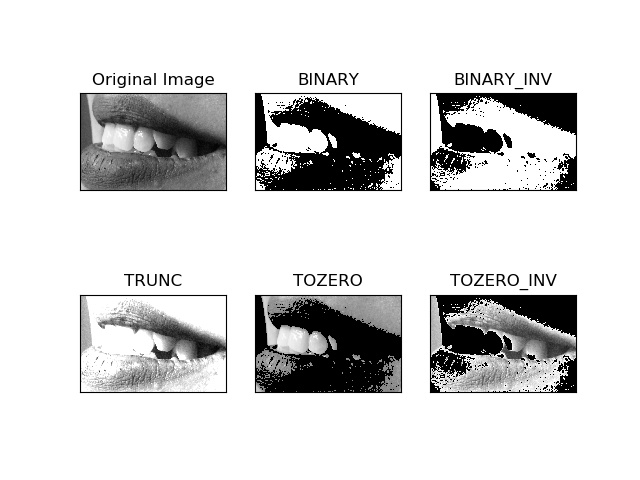 Original Image
BINARY
BINARY_INV
TRUNC
TOZERO
TOZERO_INV